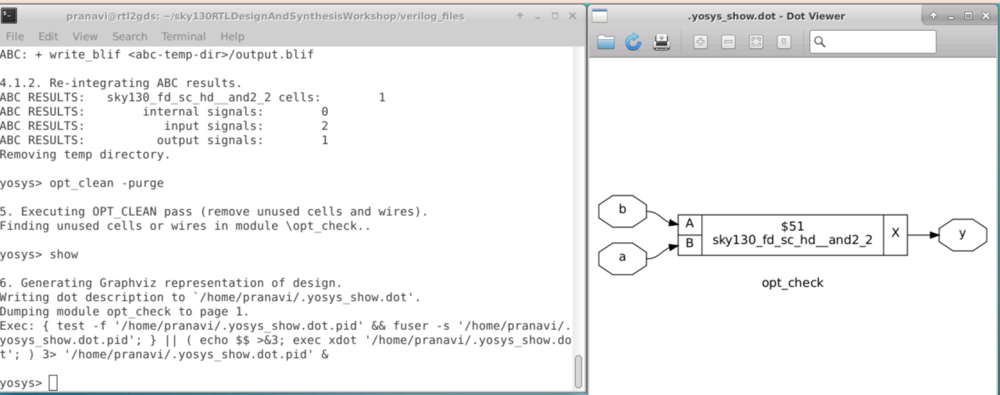 pranavi@rtl2gds: ~/sky130RTLDesignAndSynthesisWorkshop/verilog_files
File Edit View Search Terminal Help
ABC: + write_blif <abc-temp-dir>/output.blif
4.1.2. Re-integrating ABC results.
ABC RESULTS:   sky130_fd_sc_hd__and2_2 cells:        1
ABC RESULTS:        internal signals:        0
ABC RESULTS:           input signals:        2
ABC RESULTS:          output signals:        1
Removing temp directory.
yosys> opt_clean -purge
5. Executing OPT_CLEAN pass (remove unused cells and wires).
Finding unused cells or wires in module \opt_check..
yosys> show
6. Generating Graphviz representation of design.
Writing dot description to `/home/pranavi/.yosys_show.dot'.
Dumping module opt_check to page 1.
Exec: { test -f '/home/pranavi/.yosys_show.dot.pid' && fuser -s '/home/pranavi/.
yosys_show.dot.pid'; } || ( echo $$ >&3; exec xdot '/home/pranavi/.yosys_show.do
t'; ) 3> '/home/pranavi/.yosys_show.dot.pid' &
yosys>
.yosys_show.dot - Dot Viewer
b
a
A
B
$51
sky130_fd_sc_hd__and2_2
X
y
opt_check